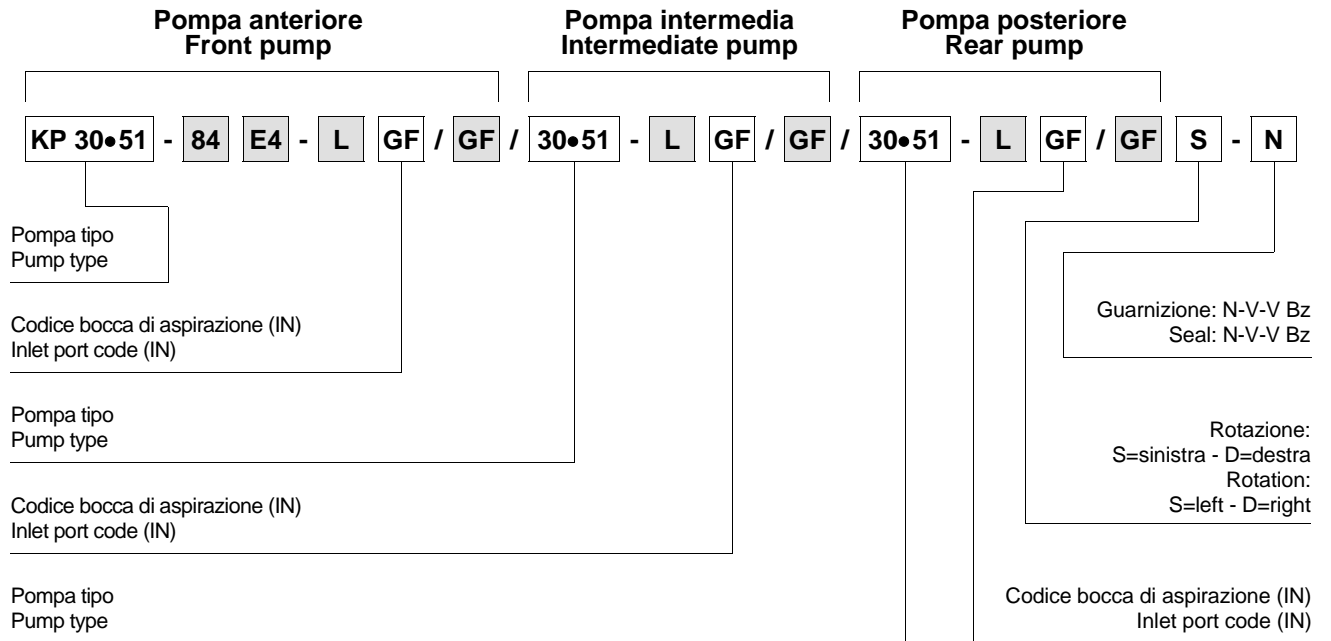 Pompa anteriore
Front pump
Pompa intermedia
Intermediate pump
Pompa posteriore
Rear pump
KP 30•51 - 84 E4 - L GF / GF / 30•51 - L GF / GF / 30•51 - L GF / GF S - N
Pompa tipo
Pump type
Codice bocca di aspirazione (IN)
Inlet port code (IN)
Pompa tipo
Pump type
Codice bocca di aspirazione (IN)
Inlet port code (IN)
Pompa tipo
Pump type
Guarnizione: N-V-V Bz
Seal: N-V-V Bz
Rotazione:
S=sinistra - D=destra
Rotation:
S=left - D=right
Codice bocca di aspirazione (IN)
Inlet port code (IN)